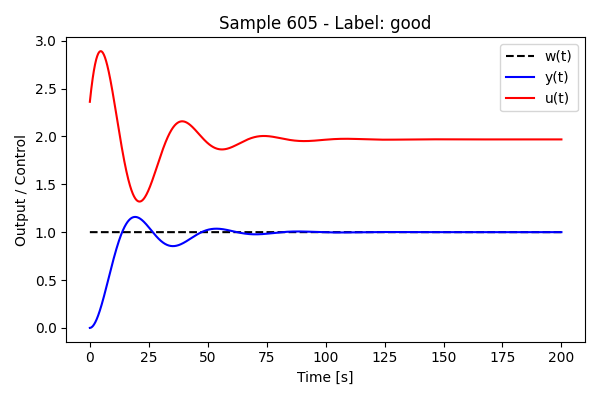 Sample 605 - Label: good
Output / Control
3.0
2.5
2.0
1.5
1.0
0.5
0.0
w(t)
y(t)
u(t)
0 25 50 75 100 125 150 175 200
Time [s]